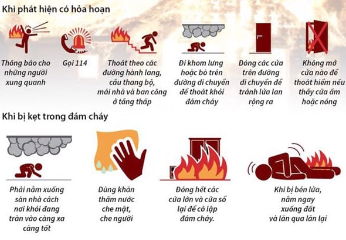 Khi phát hiện có hỏa hoạn
Thông báo cho
những người
xung quanh
Gọi 114
Thoát theo các
đường hành lang,
cầu thang bộ,
mái nhà và ban công
ở tầng thấp
Đi khom lưng
hoặc bò trên
đường di chuyển
để thoát khỏi
đám cháy
Đóng các cửa
trên đường
di chuyển để
tránh lửa lan
rộng ra
Không mở
cửa nào để
thoát hiểm nếu
thấy cửa ấm
hoặc nóng
Khi bị kẹt trong đám cháy
Phải nằm xuống
sàn nhà cách
nơi khói đang
tràn vào càng xa
càng tốt
Dùng khăn
thấm nước
che mặt,
che người
Đóng hết các
cửa lớn và cửa sổ
lại để cô lập
đám cháy.
Khi bị bén lửa,
nằm ngay
xuống đất
và lăn qua lăn lại